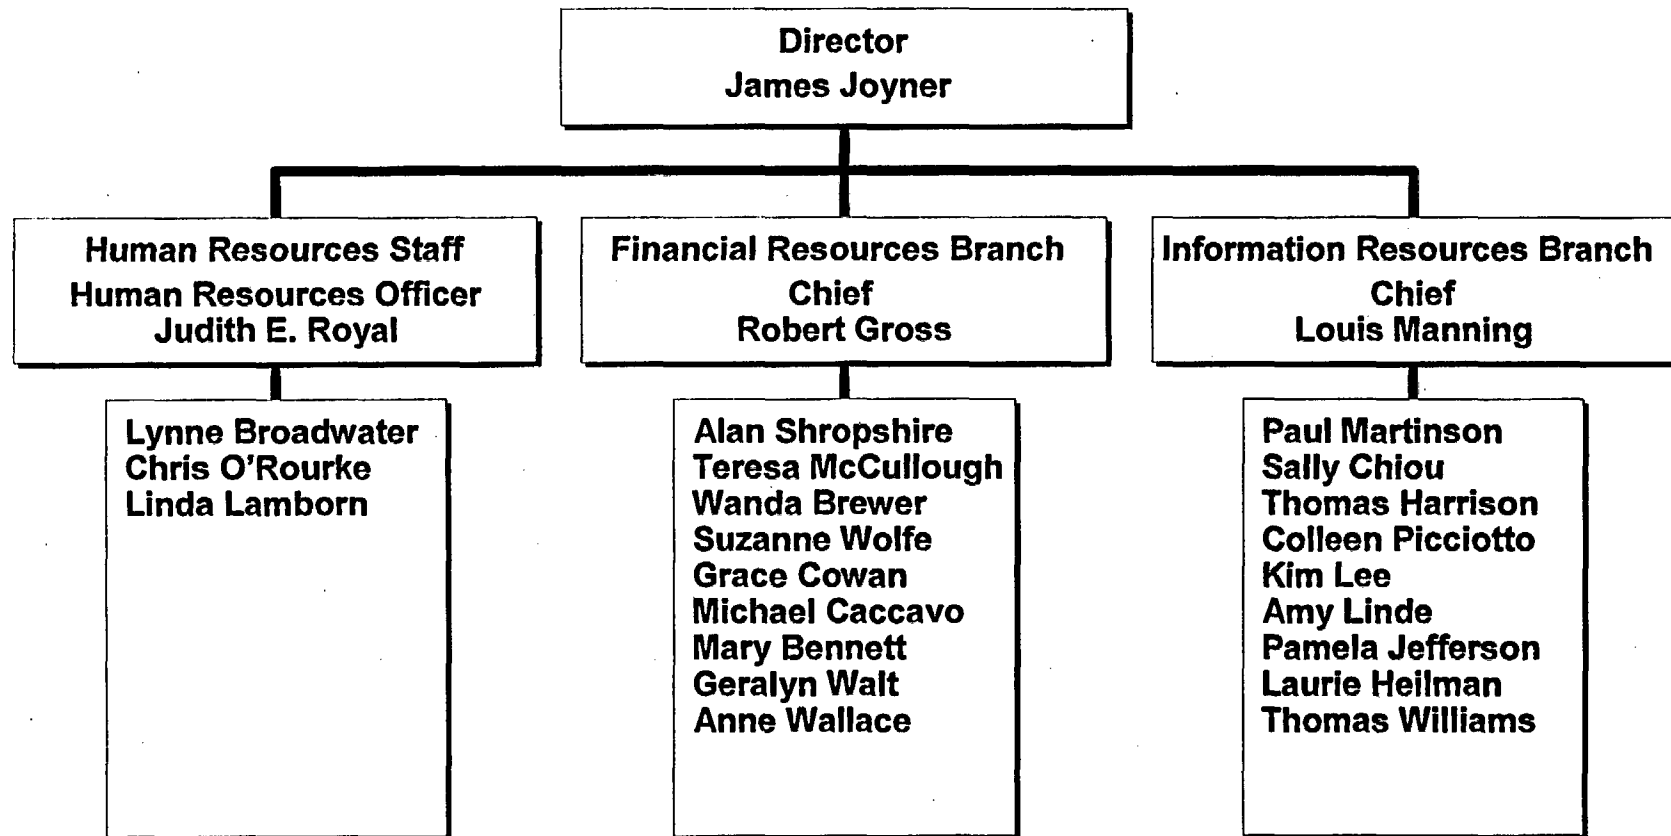 Director
James Joyner
Human Resources Staff
Human Resources Officer
Judith E. Royal
Financial Resources Branch
Chief
Robert Gross
Information Resources Branch
Chief
Louis Manning
Lynne Broadwater
Chris O'Rourke
Linda Lamborn
Alan Shropshire
Teresa McCullough
Wanda Brewer
Suzanne Wolfe
Grace Cowan
Michael Caccavo
Mary Bennett
Geralyn Walt
Anne Wallace
Paul Martinson
Sally Chiou
Thomas Harrison
Colleen Picciotto
Kim Lee
Amy Linde
Pamela Jefferson
Laurie Heilman
Thomas Williams